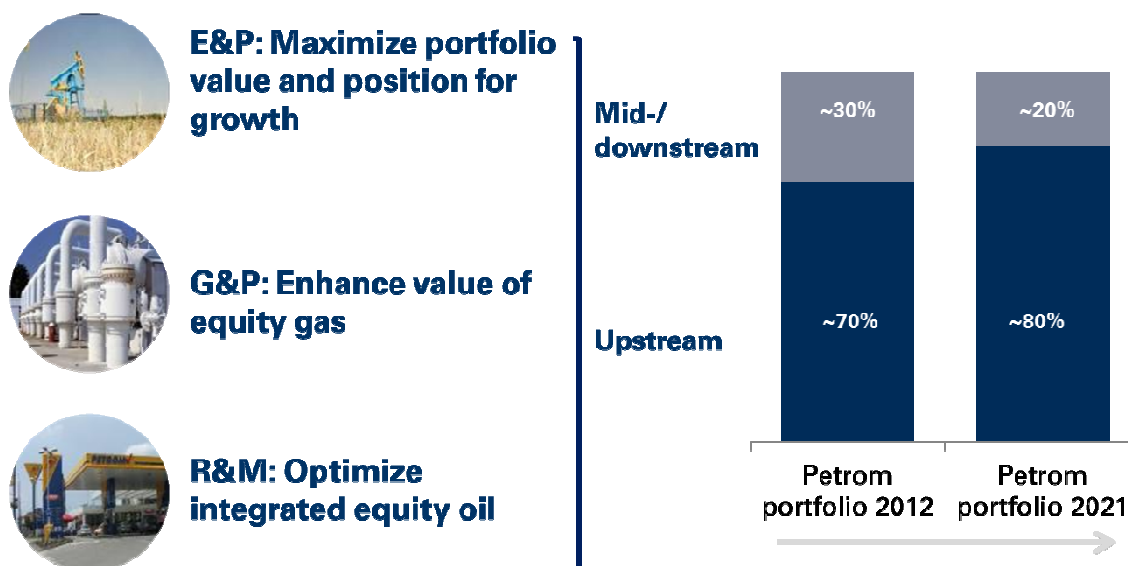 E&P: Maximize portfolio
value and position for
growth
G&P: Enhance value of
equity gas
R&M: Optimize
integrated equity oil
Mid-/
downstream
Upstream
~30%
~20%
~70%
~80%
Petrom
portfolio 2012
Petrom
portfolio 2021
PETROM